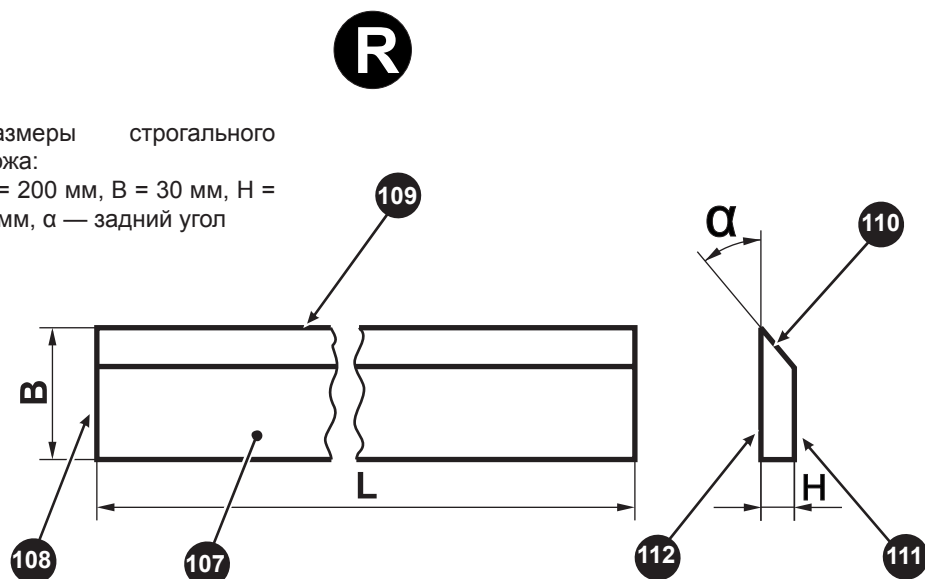 R
азмеры строгального
ожа:
= 200 мм, B = 30 мм, H =
мм, α — задний угол
109
α
110
B
L
H
108
107
112
111